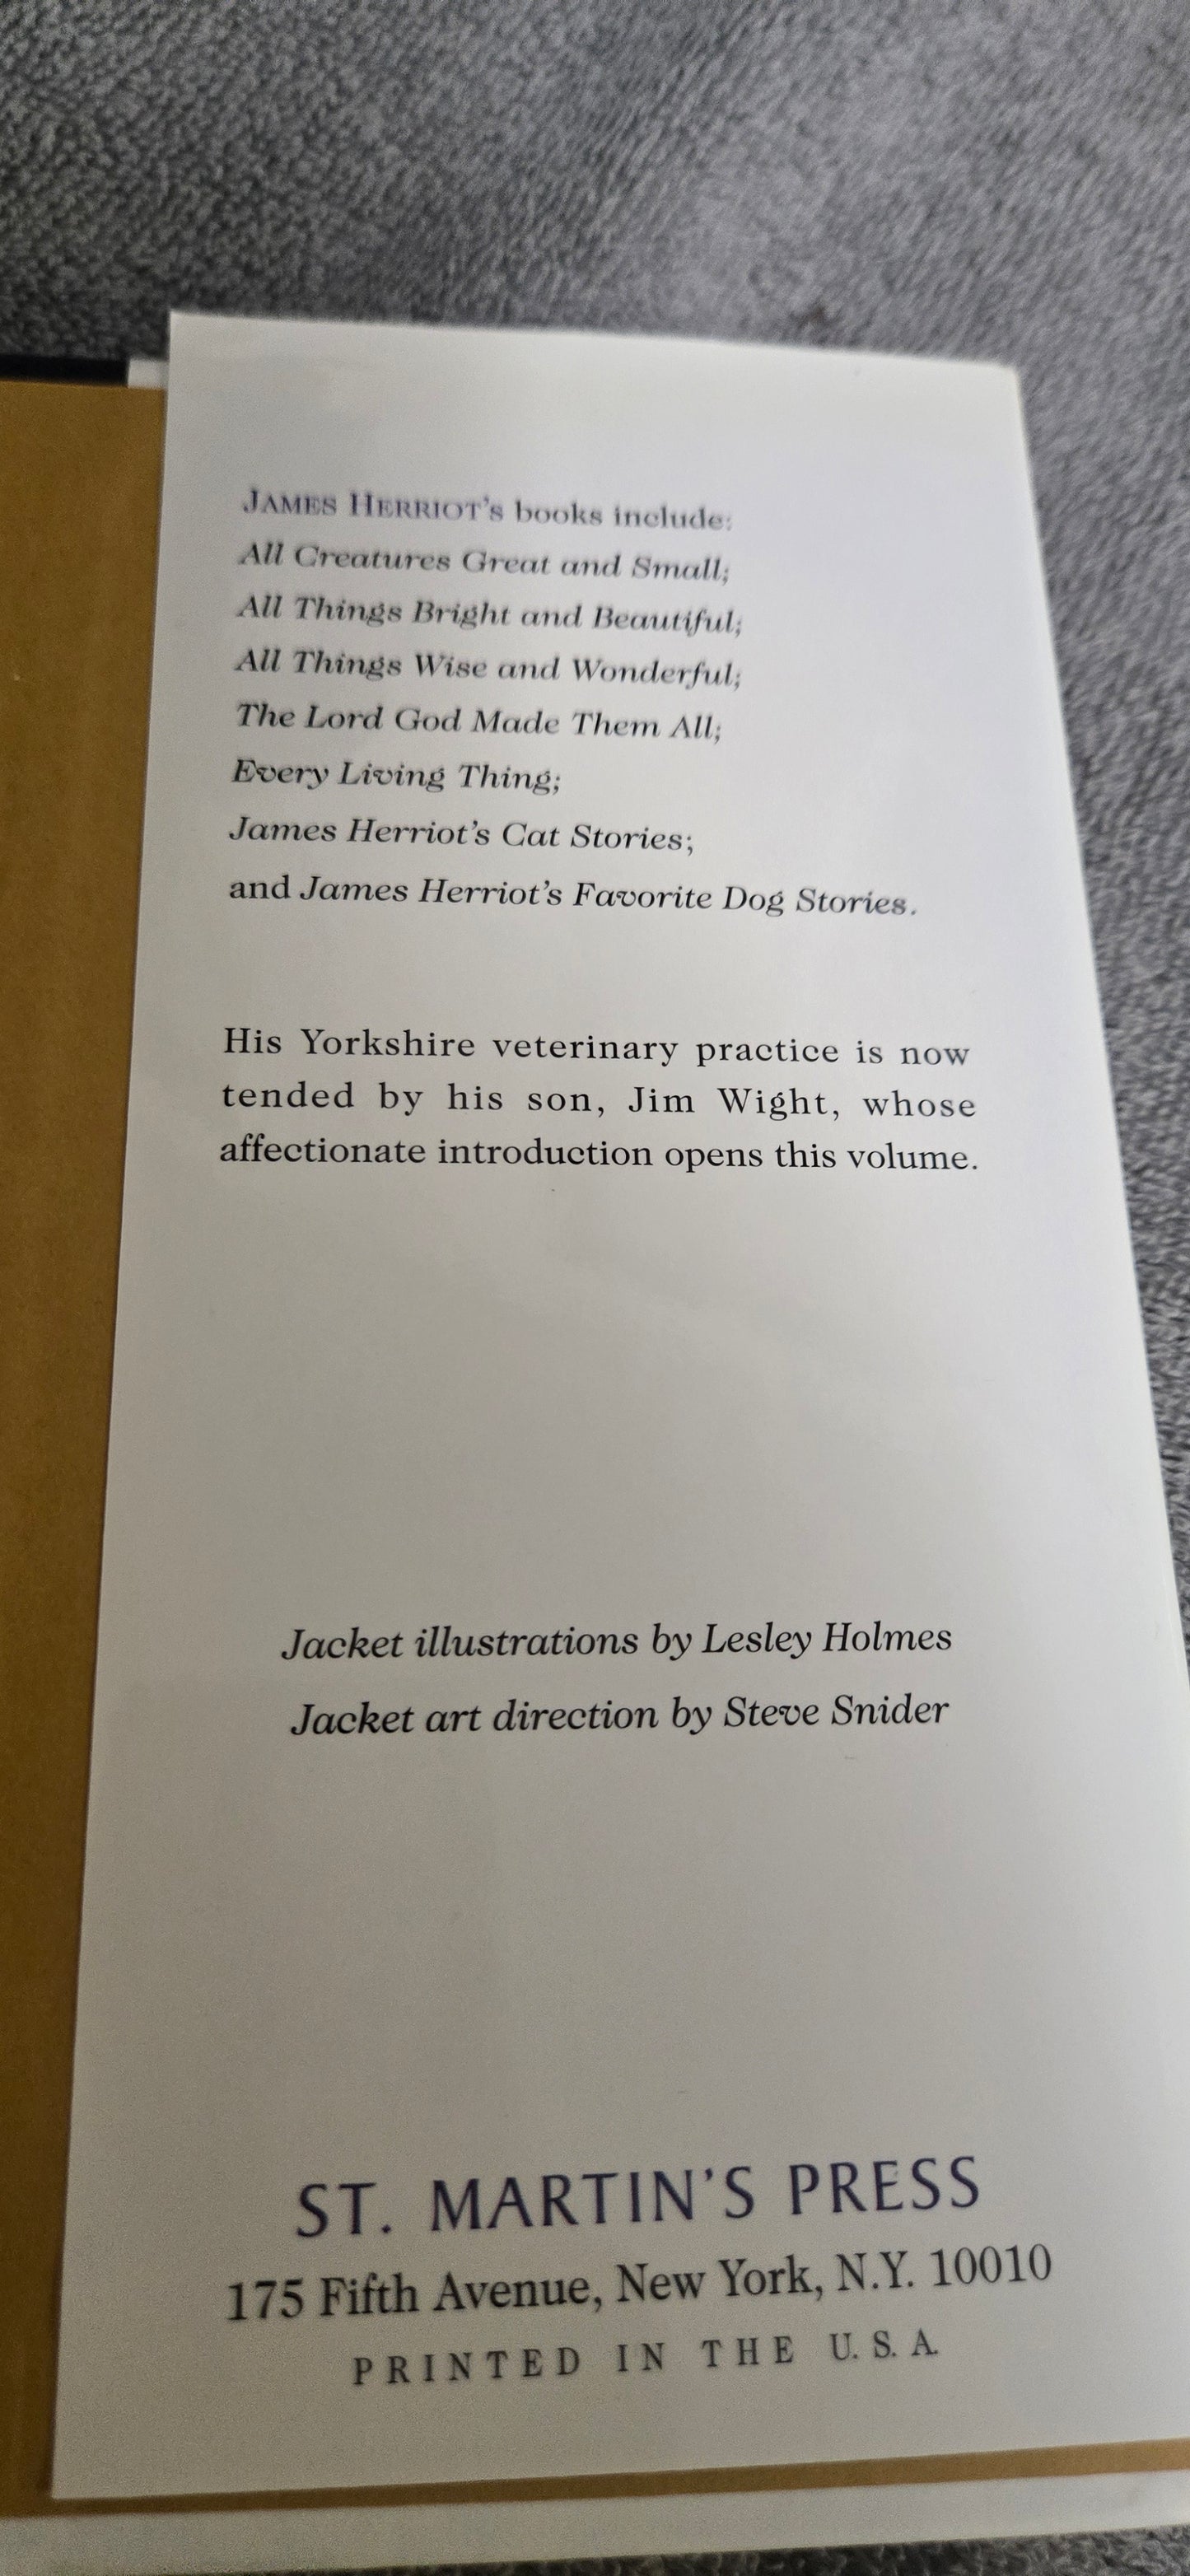 JAMES HERRIOT'S books include:
All Creatures Great and Small;
All Things Bright and Beautiful;
All Things Wise and Wonderful;
The Lord God Made Them All;
Every Living Thing;
James Herriot's Cat Stories;
and James Herriot's Favorite Dog Stories.
His Yorkshire veterinary practice is now
tended by his son, Jim Wight, whose
affectionate introduction opens this volume.
Jacket illustrations by Lesley Holmes
Jacket art direction by Steve Snider
ST. MARTIN'S PRESS
175 Fifth Avenue, New York, N.Y. 10010
PRINTED IN THE U.S.A.